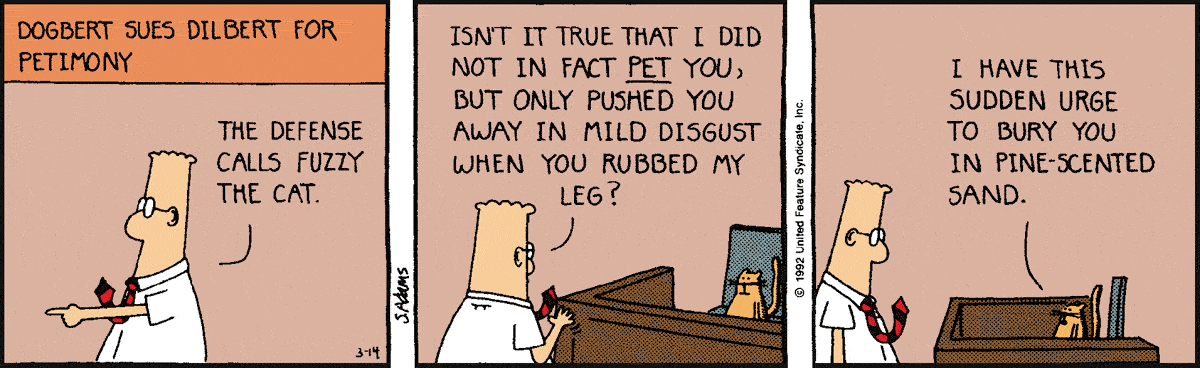 DOGBERT SUES DILBERT FOR
PETIMONY
THE DEFENSE
CALLS FUZZY
THE CAT.
3-14
S.Adams
ISN'T IT TRUE THAT I DID
NOT IN FACT PET YOU,
BUT ONLY PUSHED YOU
AWAY IN MILD DISGUST
WHEN YOU RUBBED MY
LEG?
© 1992 United Feature Syndicate, Inc.
I HAVE THIS
SUDDEN URGE
TO BURY YOU
IN PINE-SCENTED
SAND.